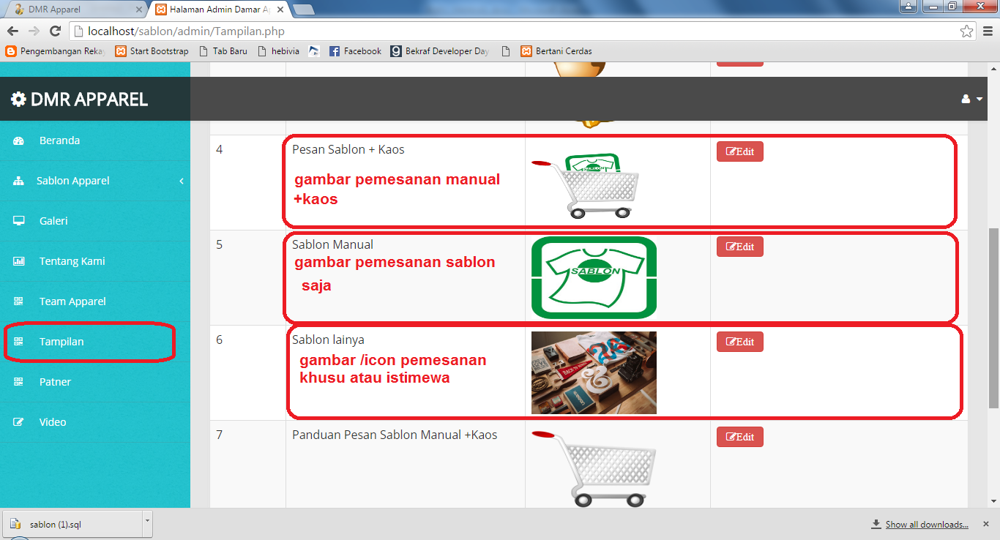 DMR Apparel
Halaman Admin Damar A
localhost/sablon/admin/Tampilan.php
Pengembangan Reka
Start Bootstrap
Tab Baru
hebivia
Facebook
Bekraf Developer Day
Bertani Cerdas
DMR APPAREL
Beranda
Sablon Apparel
Galeri
Tentang Kami
Team Apparel
Tampilan
Patner
Video
4
Pesan Sablon + Kaos
gambar pemesanan manual
+kaos
SABLON
Edit
5
Sablon Manual
gambar pemesanan sablon
saja
SABLON
Edit
6
Sablon lainya
gambar /icon pemesanan
khusu atau istimewa
Edit
7
Panduan Pesan Sablon Manual +Kaos
Edit
sablon (1).sql
Show all downloads...